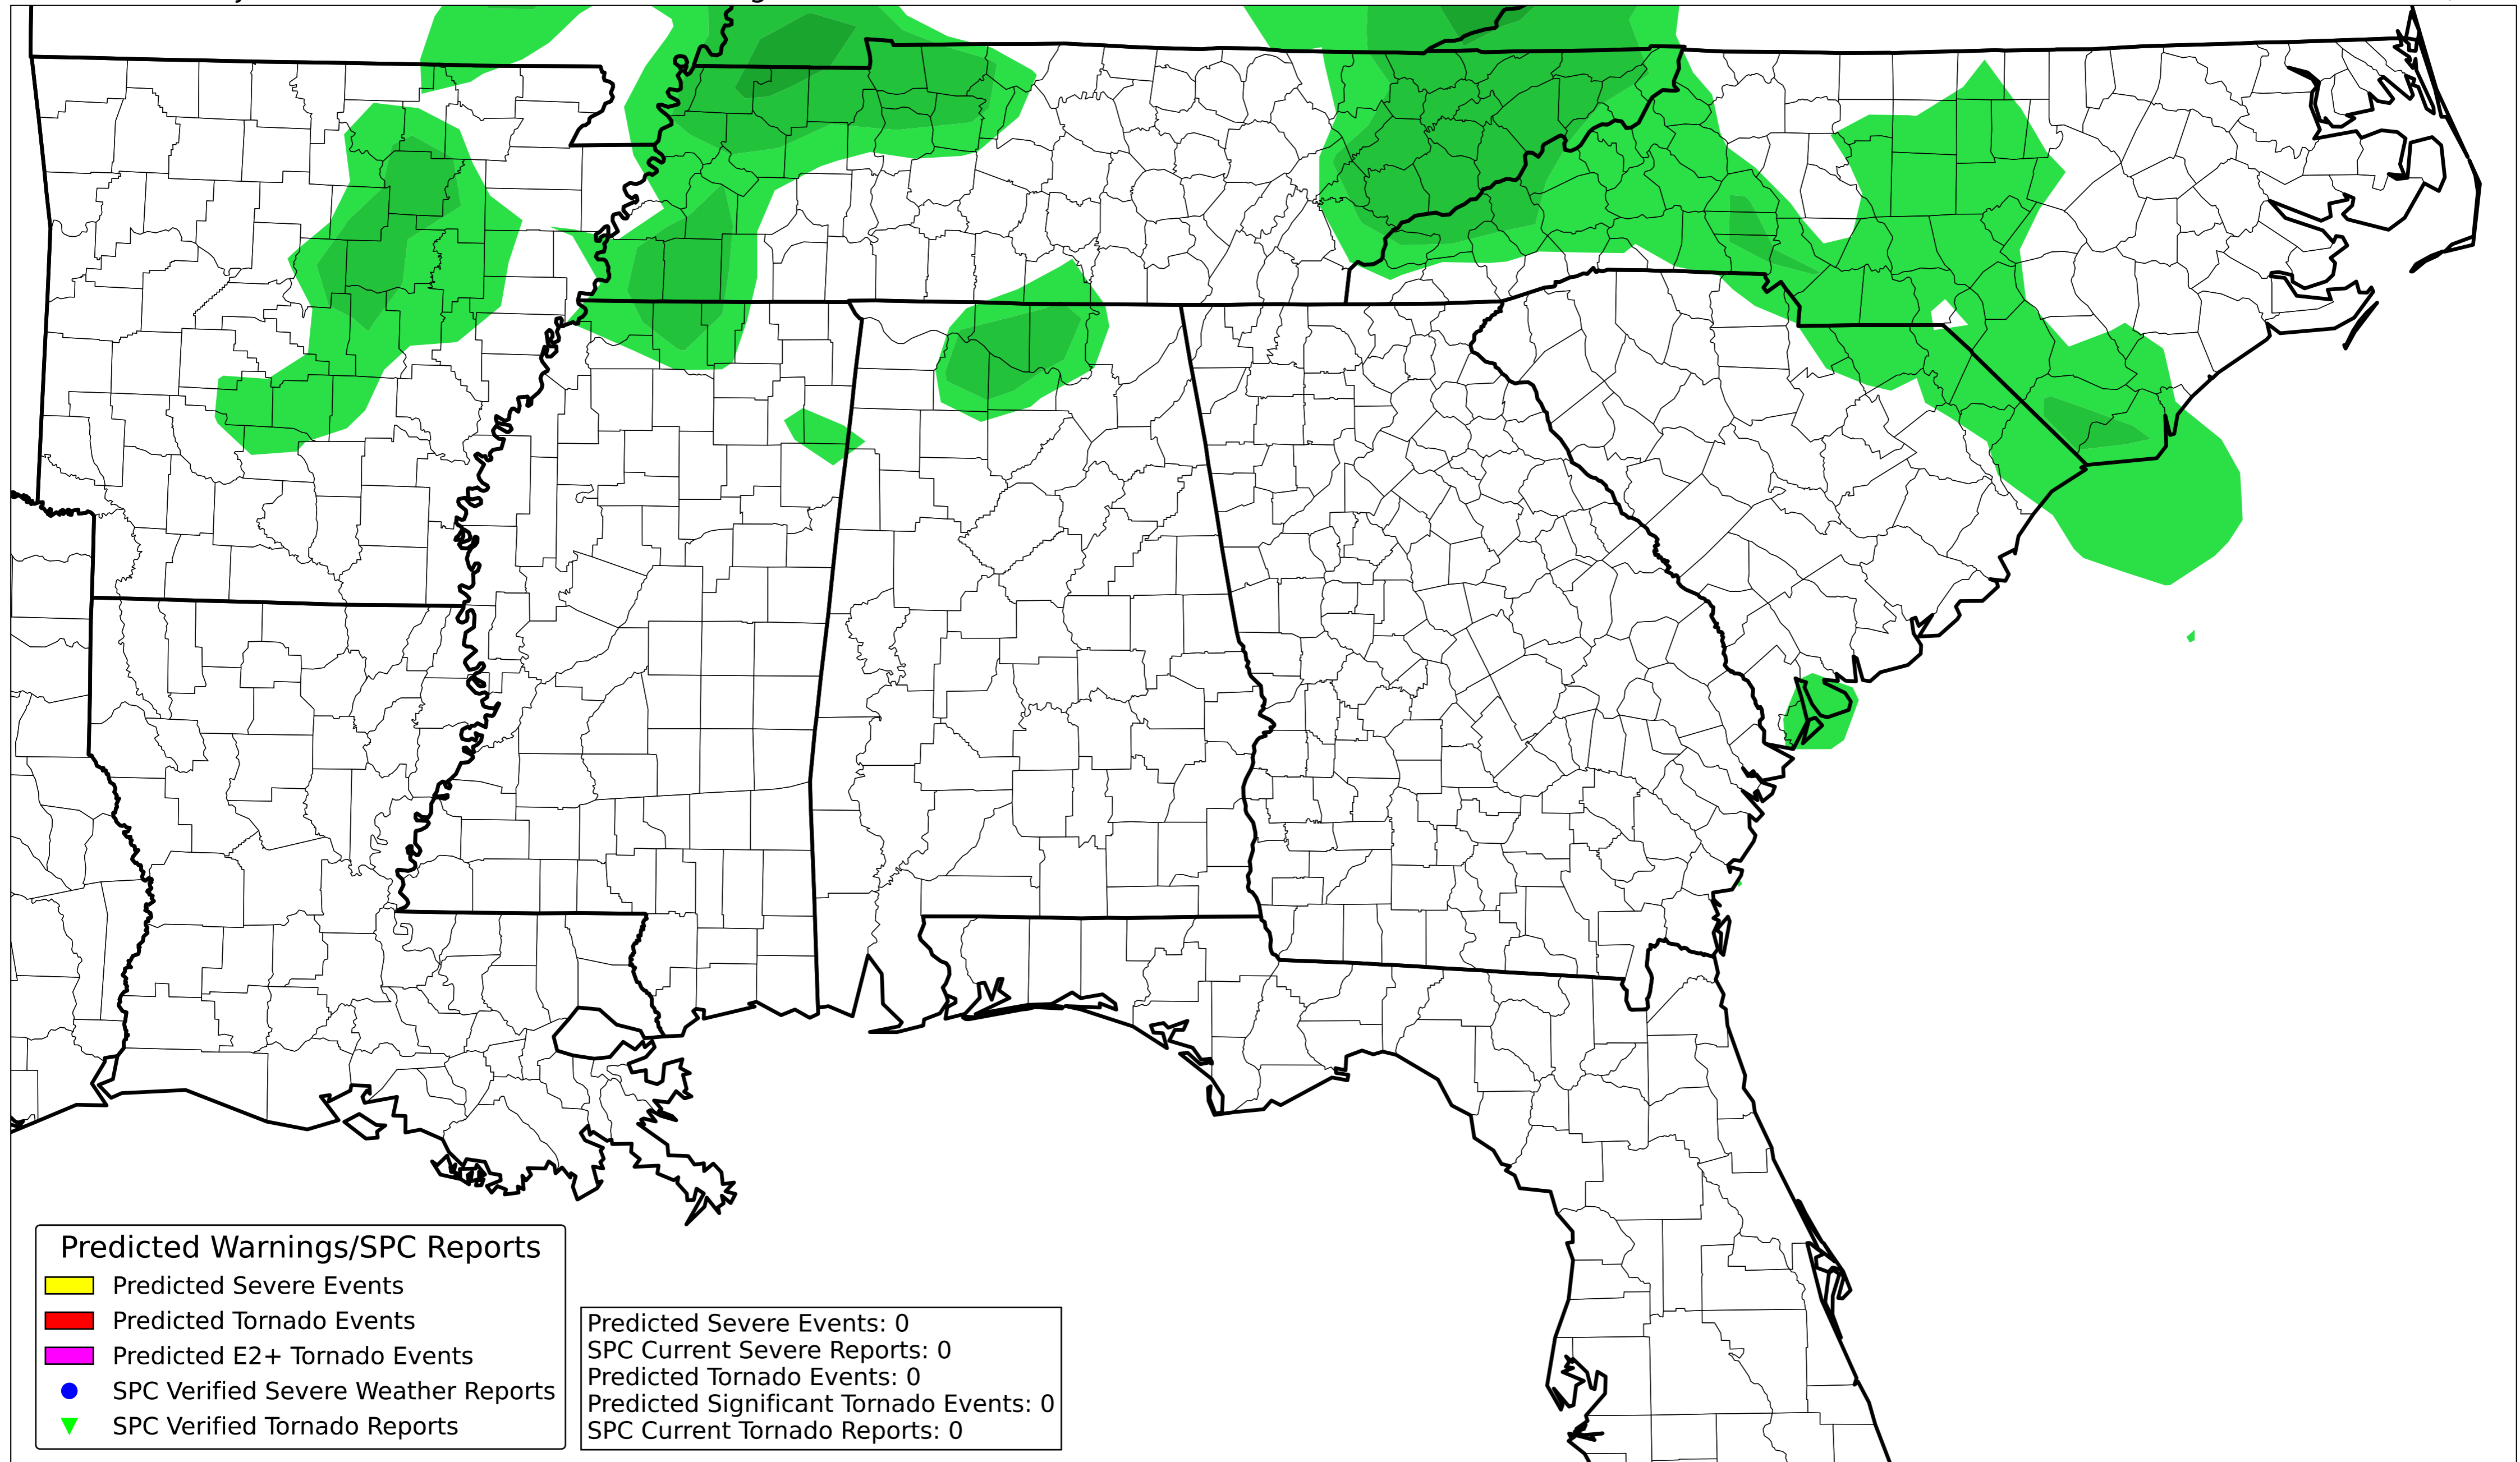 Predicted Warnings/SPC Reports
Predicted Severe Events
Predicted Tornado Events
Predicted E2+ Tornado Events
SPC Verified Severe Weather Reports
SPC Verified Tornado Reports
Predicted Severe Events: 0
SPC Current Severe Reports: 0
Predicted Tornado Events: 0
Predicted Significant Tornado Events: 0
SPC Current Tornado Reports: 0